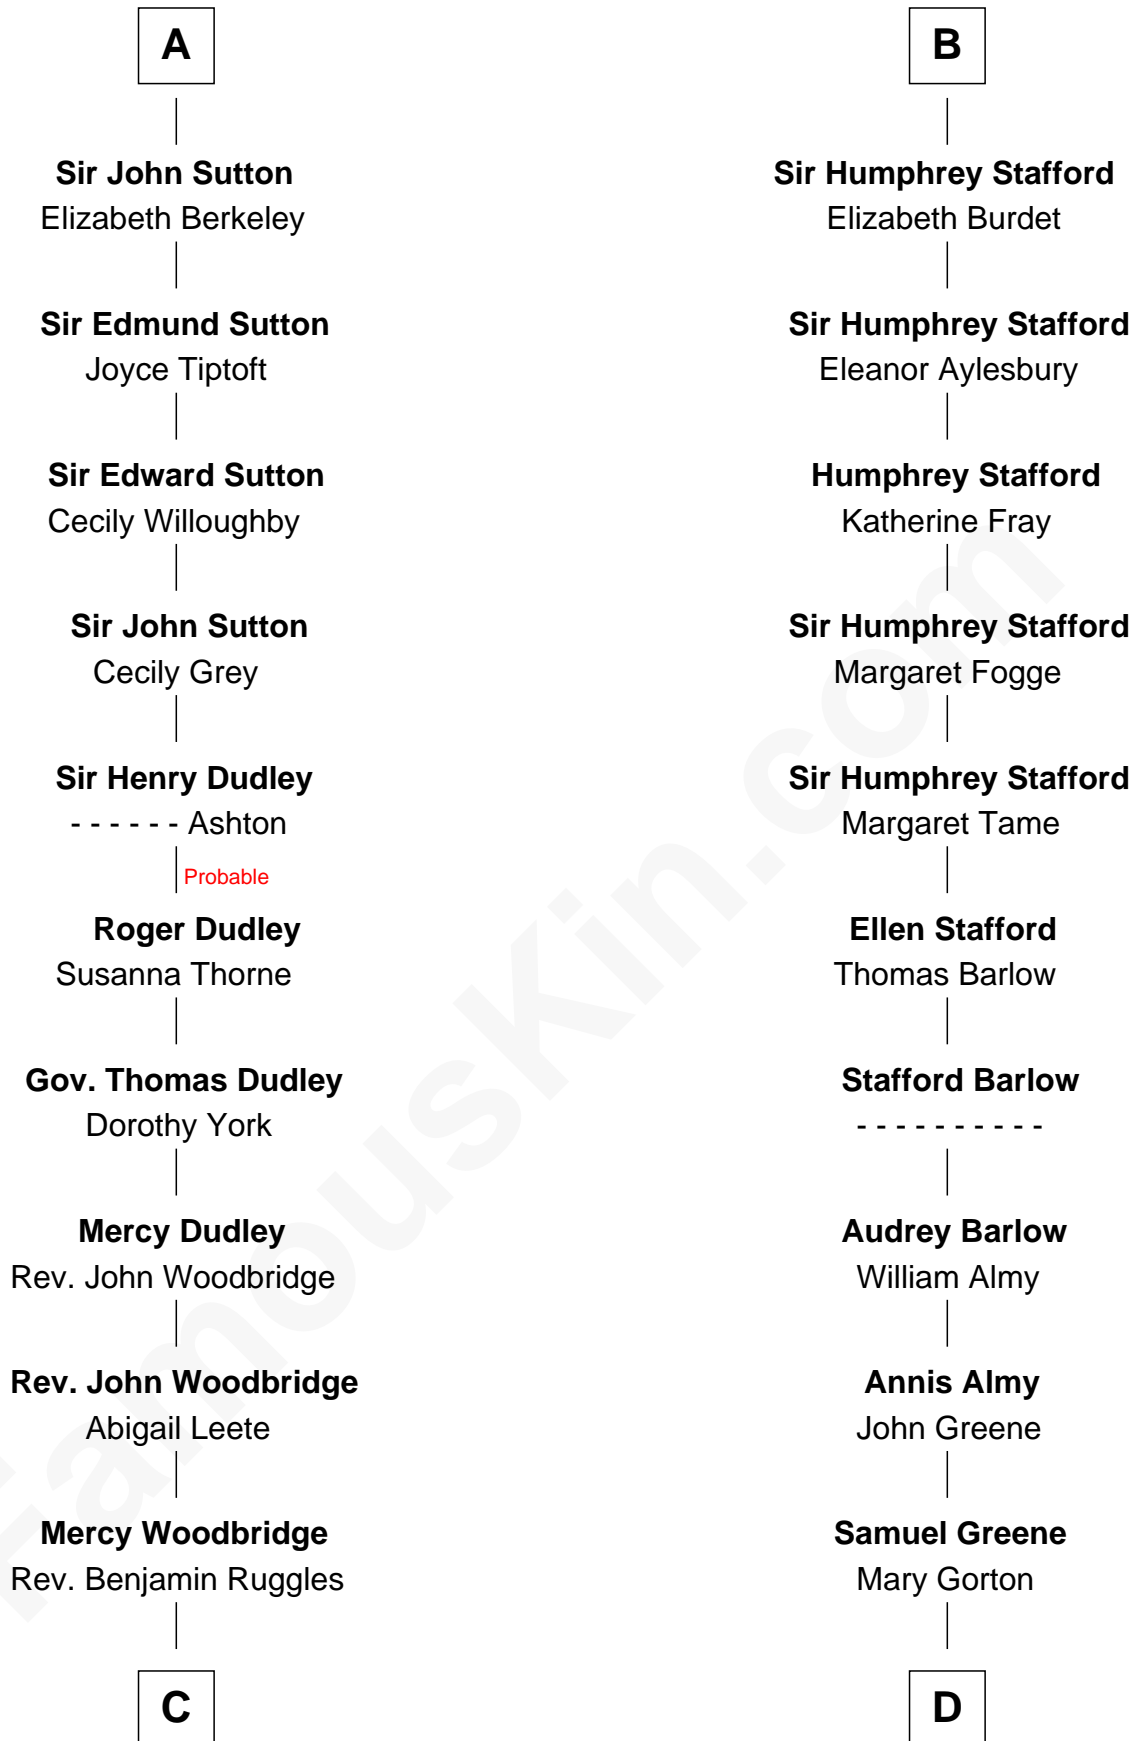 A
Sir John Sutton
Elizabeth Berkeley
Sir Edmund Sutton
Joyce Tiptoft
Sir Edward Sutton
Cecily Willoughby
Sir John Sutton
Cecily Grey
Sir Henry Dudley
- - - - - - Ashton
Probable
Roger Dudley
Susanna Thorne
Gov. Thomas Dudley
Dorothy York
Mercy Dudley
Rev. John Woodbridge
Rev. John Woodbridge
Abigail Leete
Mercy Woodbridge
Rev. Benjamin Ruggles
C
B
Sir Humphrey Stafford
Elizabeth Burdet
Sir Humphrey Stafford
Eleanor Aylesbury
Humphrey Stafford
Katherine Fray
Sir Humphrey Stafford
Margaret Fogge
Sir Humphrey Stafford
Margaret Tame
Ellen Stafford
Thomas Barlow
Stafford Barlow
- - - - - - - - - -
Audrey Barlow
William Almy
Annis Almy
John Greene
Samuel Greene
Mary Gorton
D
FamousKin.com